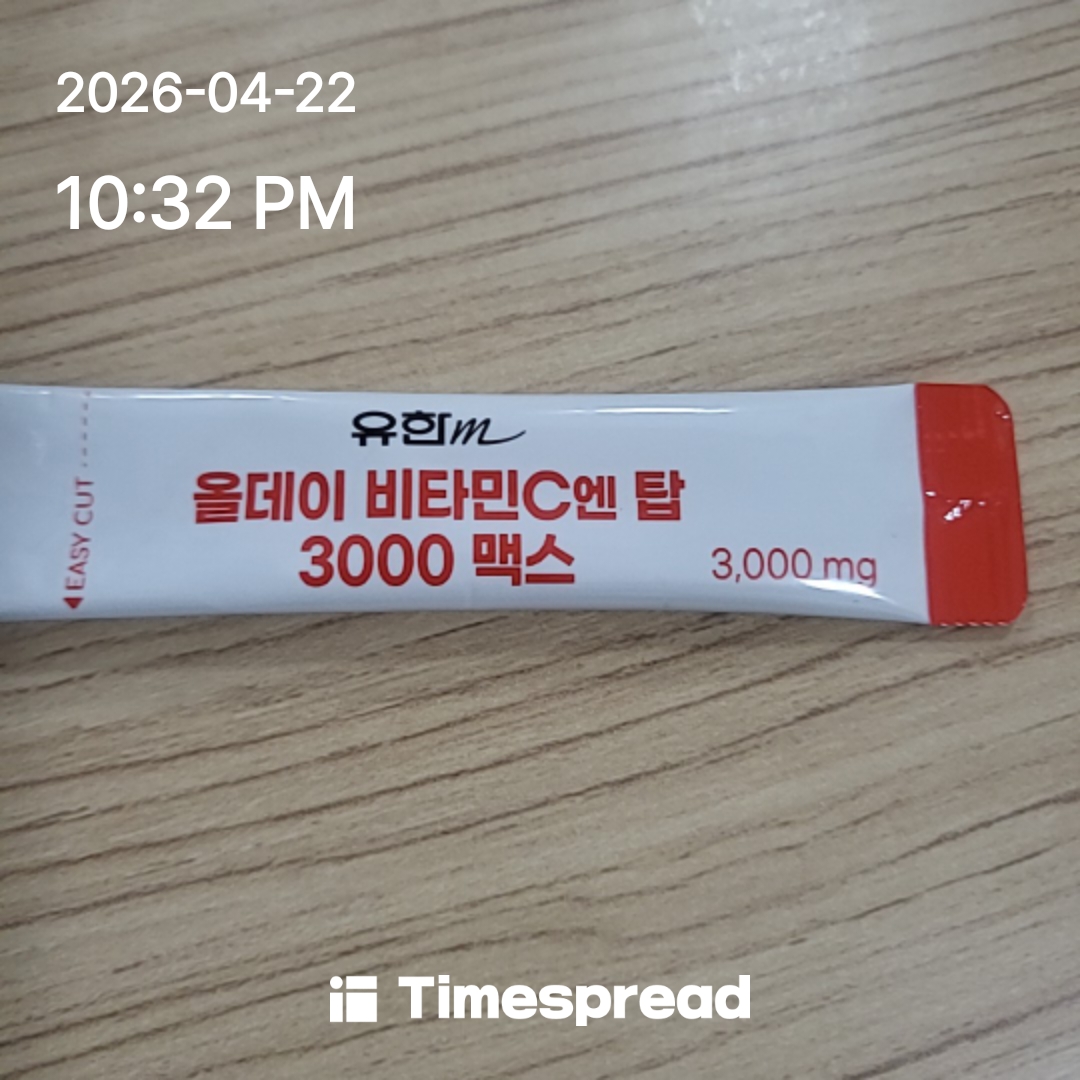 2026-04-22
10:32 PM
유한m
올데이 비타민C엔 탑
3000 맥스
3,000 mg
◀EASY CUT
Timespread